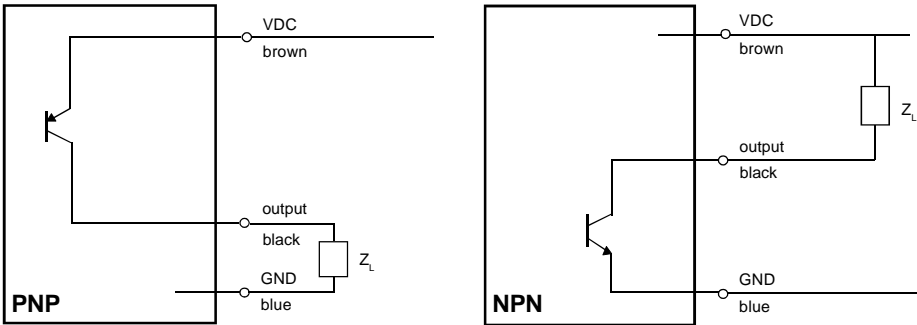 VDC
brown
output
black
Z_L
GND
blue
PNP
VDC
brown
Z_L
output
black
GND
blue
NPN